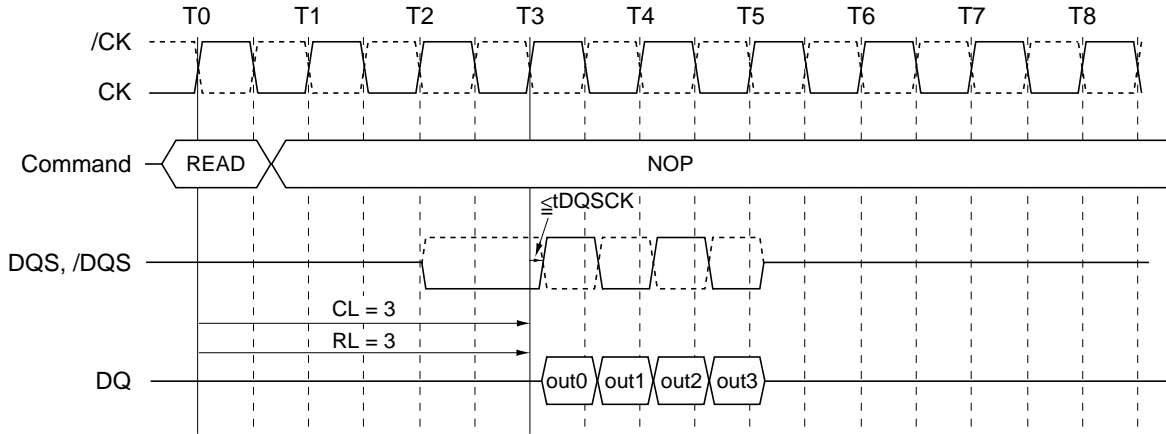 T0 T1 T2 T3 T4 T5 T6 T7 T8
/CK
CK
Command READ NOP
≦tDQSCK
DQS, /DQS
CL = 3
RL = 3
DQ out0 out1 out2 out3